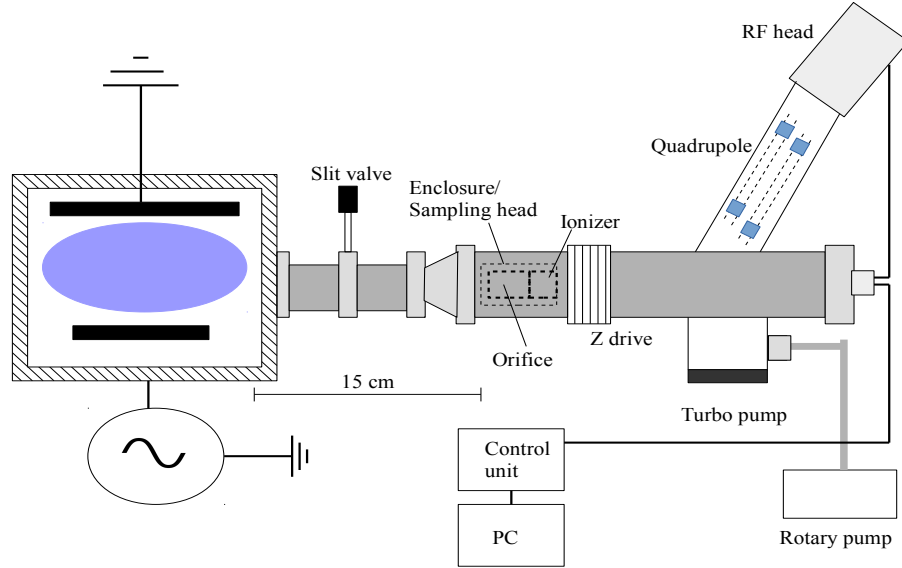 RF head
Quadrupole
Slit valve
Enclosure/
Sampling head
Ionizer
Orifice
Z drive
15 cm
Turbo pump
Control
unit
PC
Rotary pump